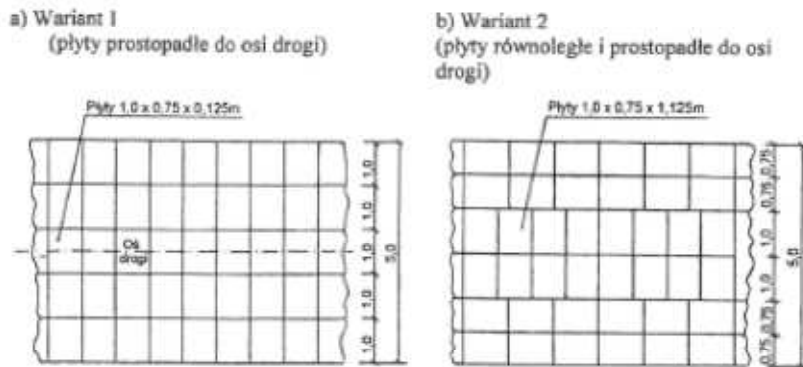 a) Wariant 1
(płyty prostopadłe do osi drogi)
Płyty 1,0 x 0,75 x 0,125m
Oś
drogi
1,0
1,0
1,0
1,0
1,0
5,0
b) Wariant 2
(płyty równoległe i prostopadłe do osi
drogi)
Płyty 1,0 x 0,75 x 1,125m
0,75
0,75
1,0
1,0
0,75
0,75
5,0